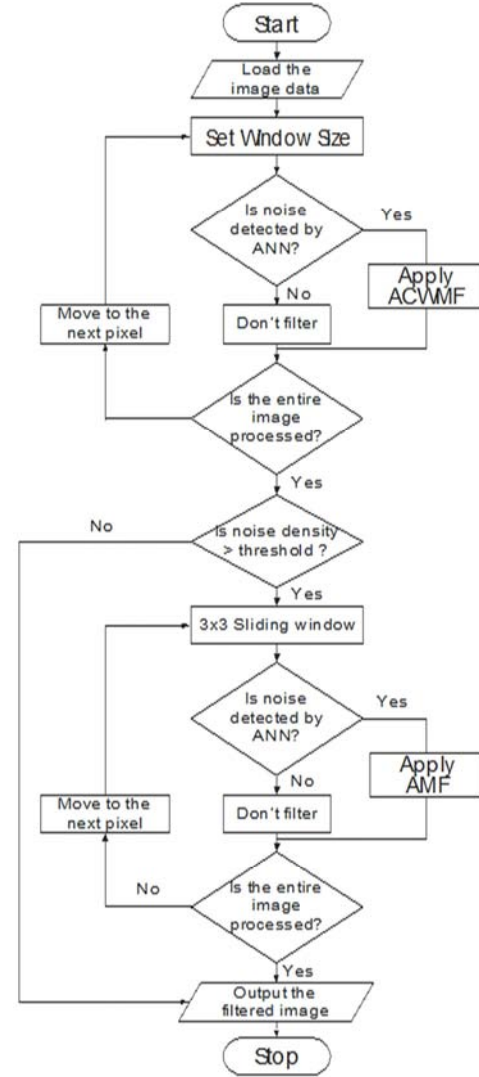 Start
Load the
image data
Set Window Size
Is noise
detected by
ANN?
Yes
Apply
ACWMF
No
Don't filter
Move to the
next pixel
Is the entire
image
processed?
Yes
Is noise density
> threshold ?
No
Yes
3x3 Sliding window
Is noise
detected by
ANN?
Yes
Apply
AMF
No
Don't filter
Move to the
next pixel
Is the entire
image
processed?
No
Yes
Output the
filtered image
Stop